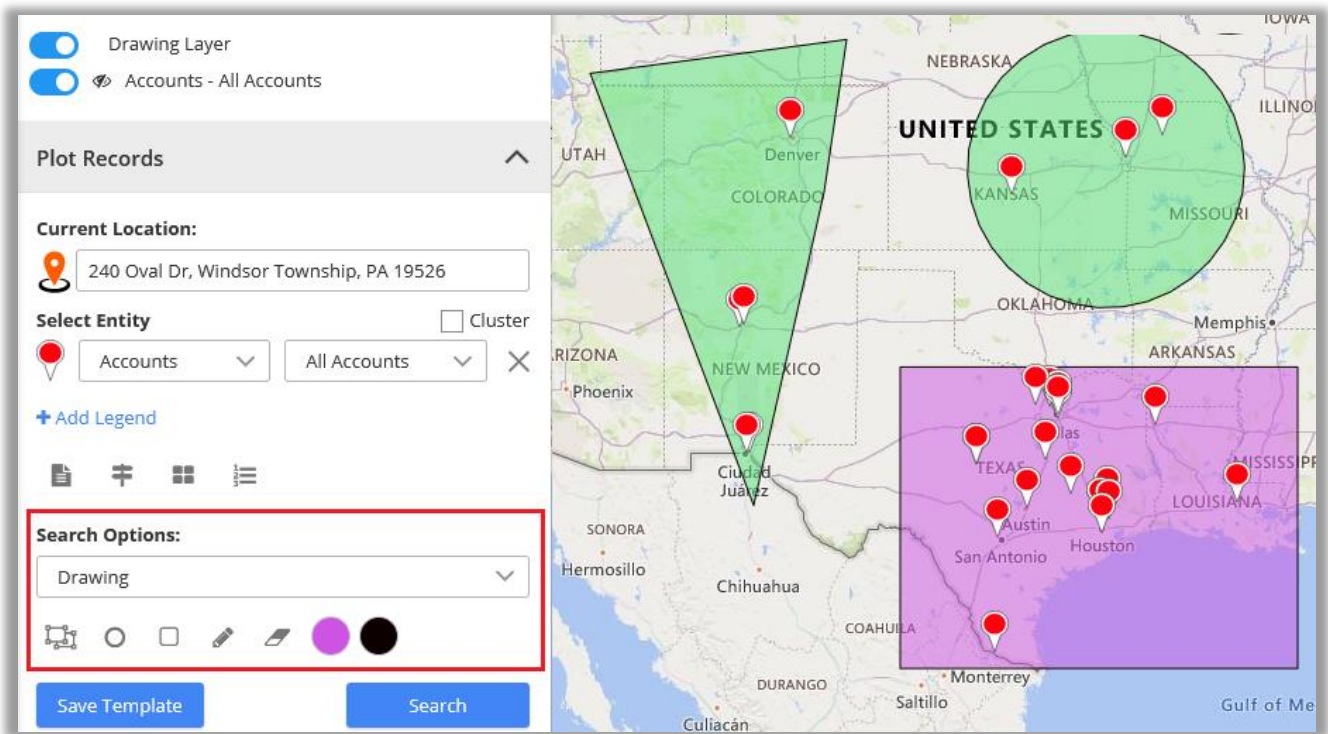 Drawing Layer
Accounts - All Accounts
Plot Records
Current Location:
240 Oval Dr, Windsor Township, PA 19526
Select Entity
Cluster
Accounts
All Accounts
+ Add Legend
Search Options:
Drawing
Save Template
Search
IOWA
NEBRASKA
ILLINO
UNITED STATES
UTAH
Denver
COLORADO
KANSAS
MISSOURI
OKLAHOMA
Memphis
RIZONA
ARKANSAS
NEW MEXICO
Phoenix
las
TEXAS
MISSISSIPP
Ciudad
Juárez
LOUISIANA
SONORA
Austin
Houston
San Antonio
Hermosillo
Chihuahua
COAHUILA
Monterrey
DURANGO
Saltillo
Gulf of Me
Culiacán